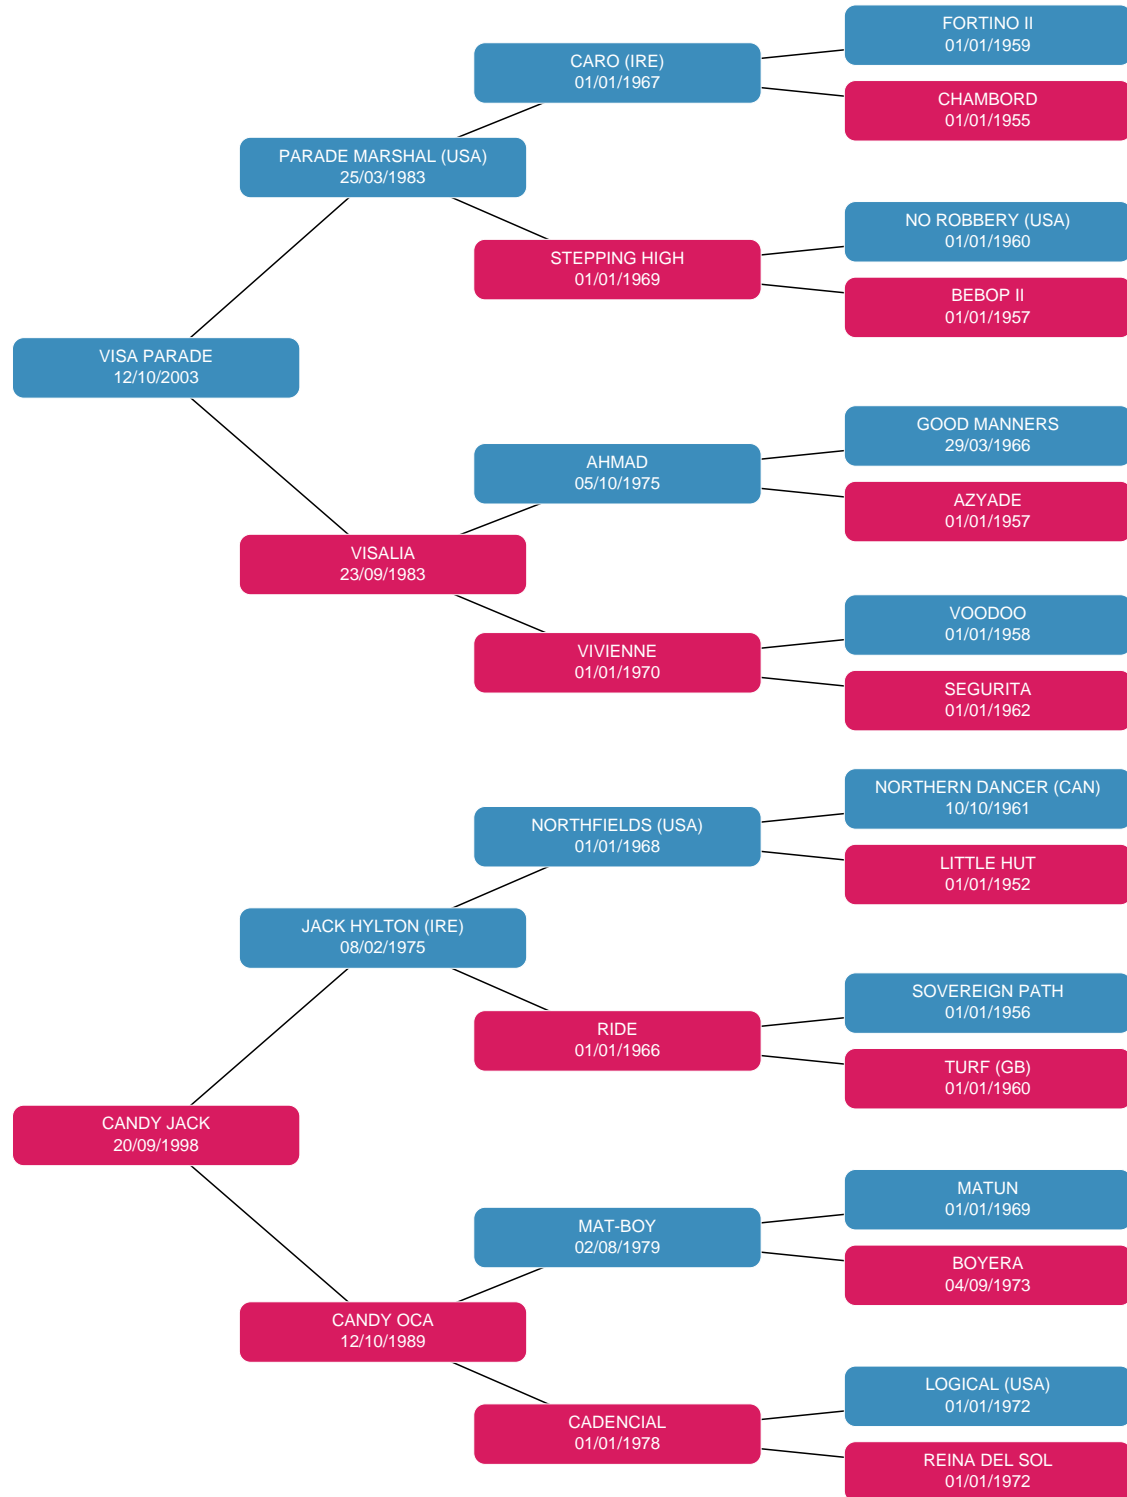 FORTINO II
01/01/1959
CARO (IRE)
01/01/1967
CHAMBORD
01/01/1955
PARADE MARSHAL (USA)
25/03/1983
NO ROBBERY (USA)
01/01/1960
STEPPING HIGH
01/01/1969
BEBOP II
01/01/1957
VISA PARADE
12/10/2003
GOOD MANNERS
29/03/1966
AHMAD
05/10/1975
AZYADE
01/01/1957
VISALIA
23/09/1983
VOODOO
01/01/1958
VIVIENNE
01/01/1970
SEGURITA
01/01/1962
NORTHERN DANCER (CAN)
10/10/1961
NORTHFIELDS (USA)
01/01/1968
LITTLE HUT
01/01/1952
JACK HYLTON (IRE)
08/02/1975
SOVEREIGN PATH
01/01/1956
RIDE
01/01/1966
TURF (GB)
01/01/1960
CANDY JACK
20/09/1998
MATUN
01/01/1969
MAT-BOY
02/08/1979
BOYERA
04/09/1973
CANDY OCA
12/10/1989
LOGICAL (USA)
01/01/1972
CADENCIAL
01/01/1978
REINA DEL SOL
01/01/1972